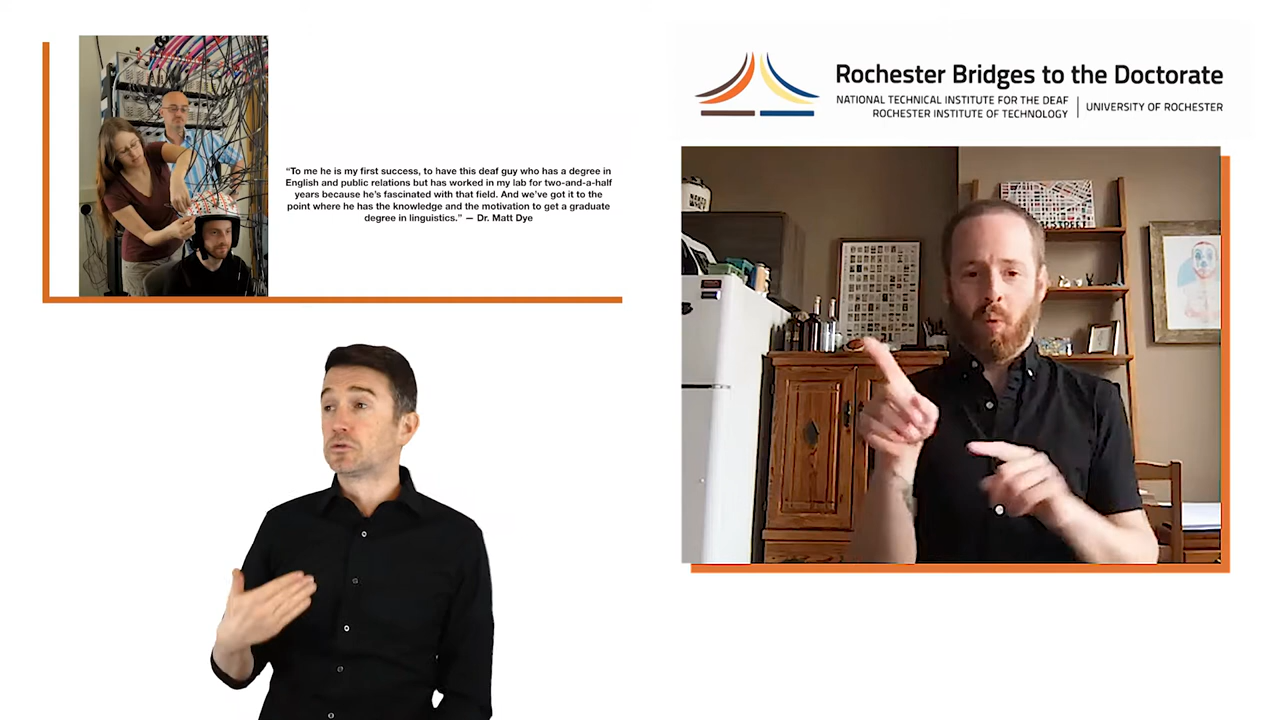 “To me he is my first success, to have this deaf guy who has a degree in
English and public relations but has worked in my lab for two-and-a-half
years because he’s fascinated with that field. And we’ve got it to the
point where he has the knowledge and the motivation to get a graduate
degree in linguistics.” — Dr. Matt Dye
Rochester Bridges to the Doctorate
NATIONAL TECHNICAL INSTITUTE FOR THE DEAF
ROCHESTER INSTITUTE OF TECHNOLOGY
UNIVERSITY OF ROCHESTER